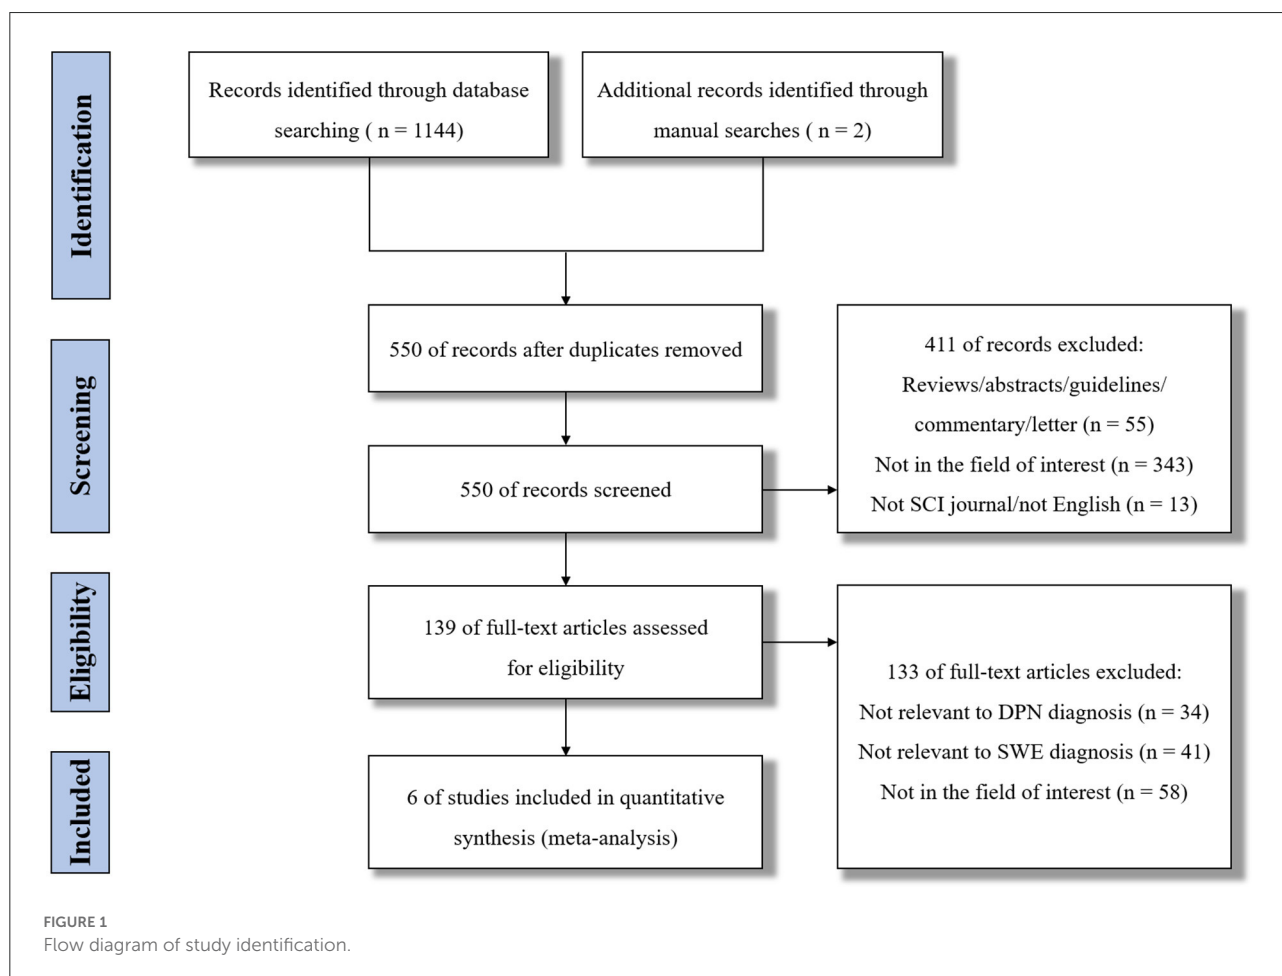 Identification
Records identified through database
searching ( n = 1144)
Additional records identified through
manual searches ( n = 2)
Screening
550 of records after duplicates removed
550 of records screened
411 of records excluded:
Reviews/abstracts/guidelines/
commentary/letter (n = 55)
Not in the field of interest (n = 343)
Not SCI journal/not English (n = 13)
Eligibility
139 of full-text articles assessed
for eligibility
133 of full-text articles excluded:
Not relevant to DPN diagnosis (n = 34)
Not relevant to SWE diagnosis (n = 41)
Not in the field of interest (n = 58)
Included
6 of studies included in quantitative
synthesis (meta-analysis)
FIGURE 1
Flow diagram of study identification.